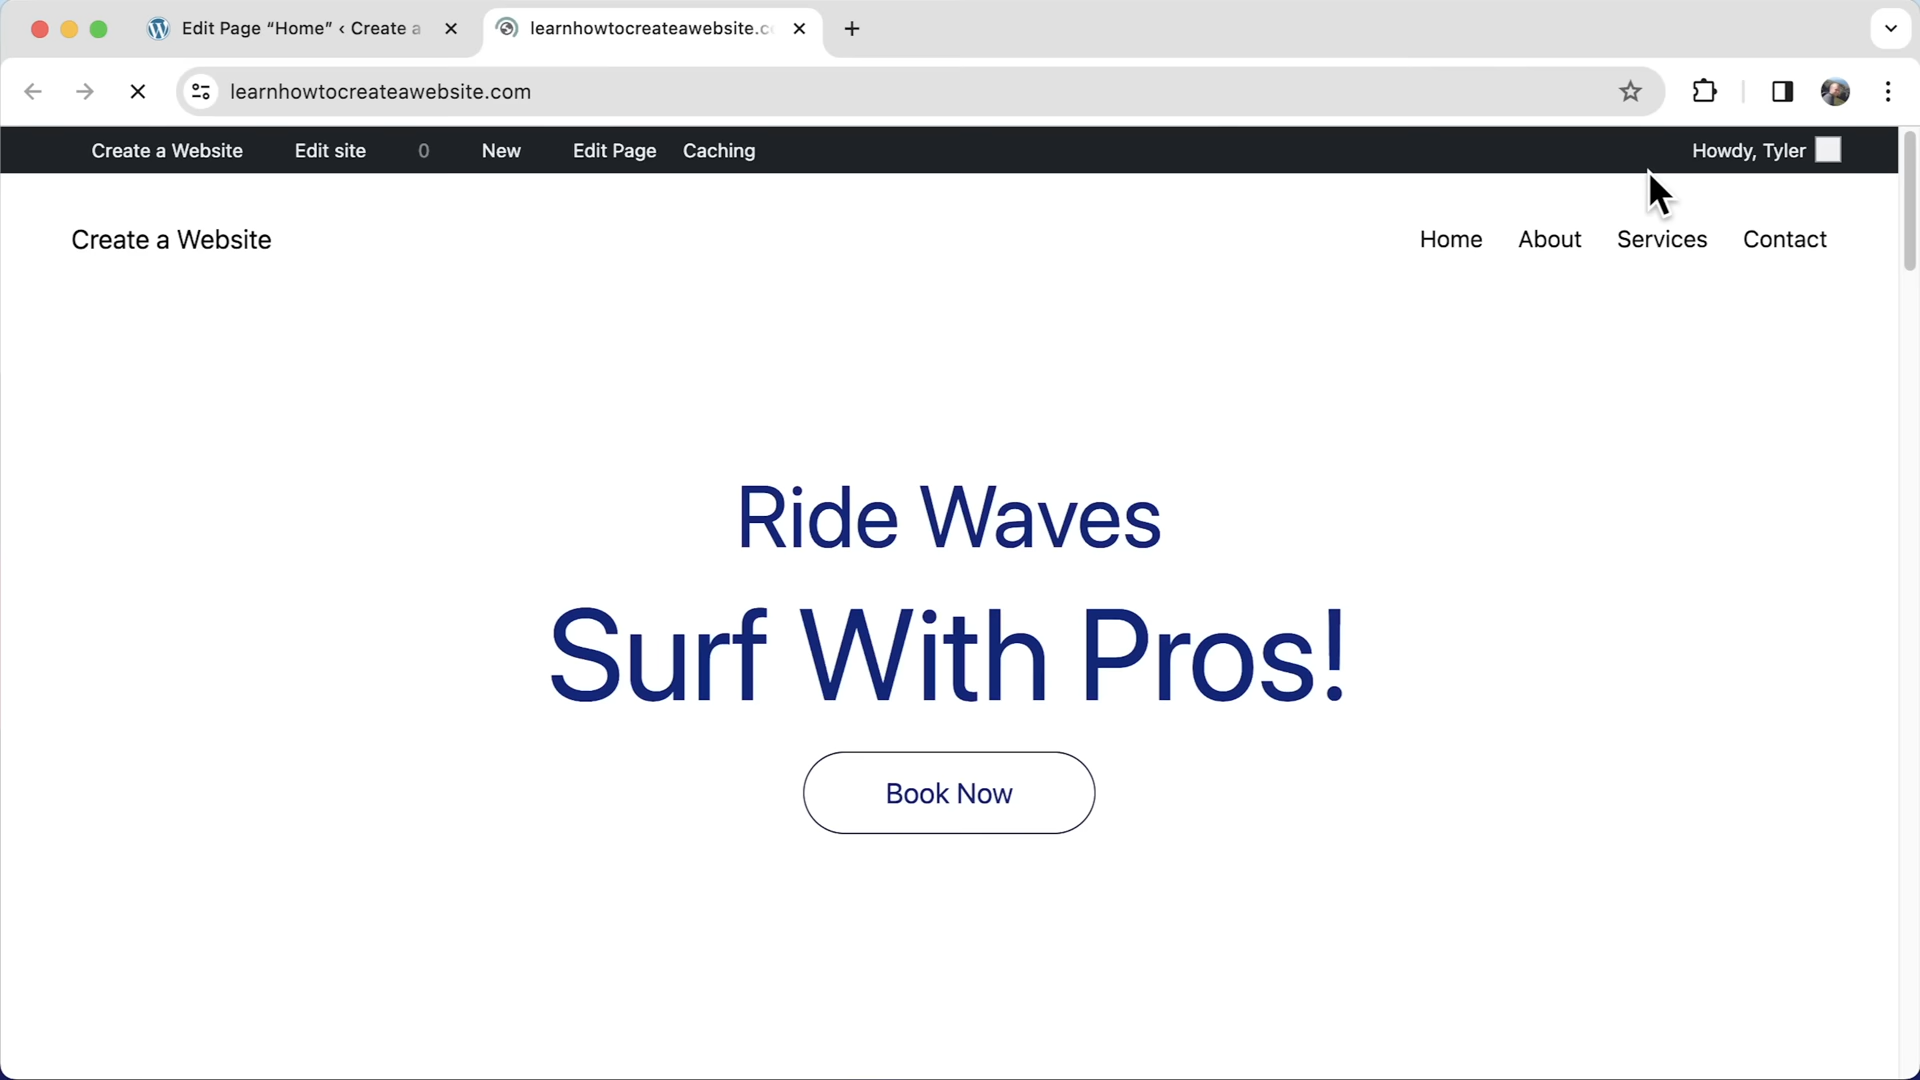 Edit Page “Home” ‹ Create a
learnhowtocreateawebsite.c
learnhowtocreateawebsite.com
Create a Website Edit site 0 New Edit Page Caching Howdy, Tyler
Create a Website Home About Services Contact
Ride Waves
Surf With Pros!
Book Now